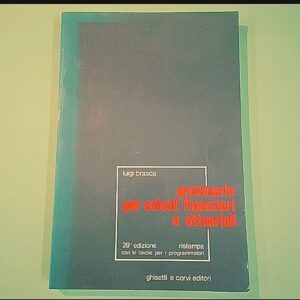 luigi brasca
prontuario
per calcoli finanziari
e attuariali
29ª edizione ristampa
con le tavole per i programmatori
ghisetti e corvi editori